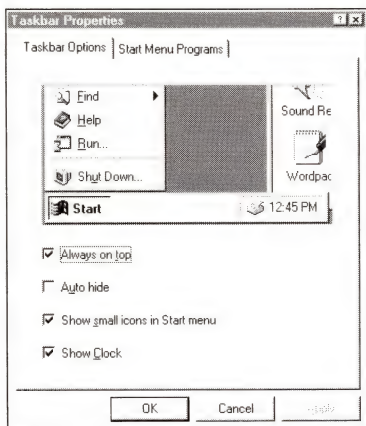 Taskbar Properties
Taskbar Options Start Menu Programs
Find
Help
Run...
Shut Down...
Sound Re
Wordpac
Start
12:45 PM
Always on top
Auto hide
Show small icons in Start menu
Show Clock
OK Cancel Apply